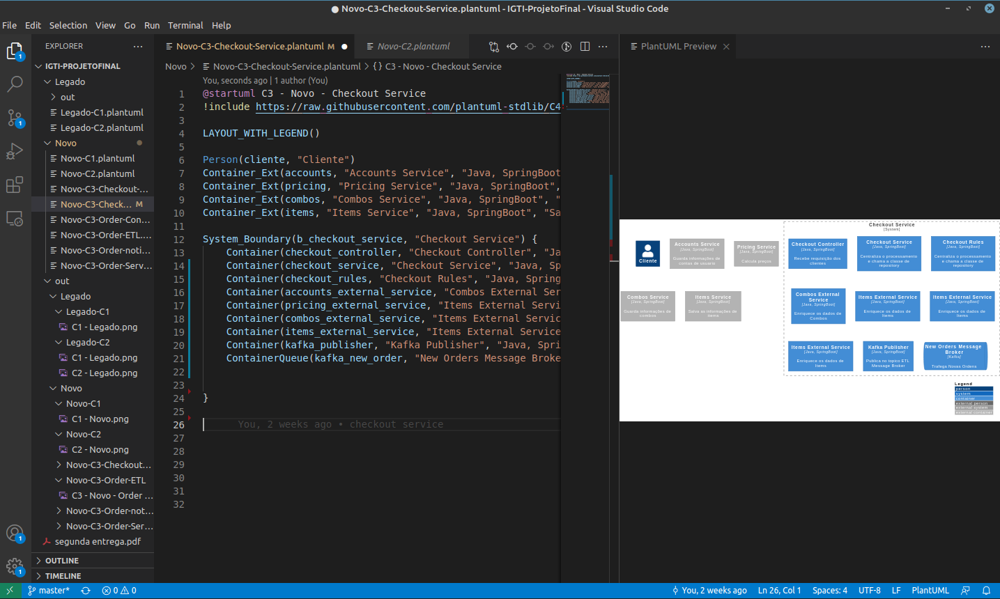 Novo-C3-Checkout-Service.plantuml - IGTI-ProjetoFinal - Visual Studio Code
File Edit Selection View Go Run Terminal Help
EXPLORER
IGTI-PROJETOFINAL
Legado
out
Legado-C1.plantuml
Legado-C2.plantuml
Novo
Novo-C1.plantuml
Novo-C2.plantuml
Novo-C3-Checkout-...
Novo-C3-Check... M
Novo-C3-Order-Con...
Novo-C3-Order-ETL....
Novo-C3-Order-noti...
Novo-C3-Order-Serv...
out
Legado
Legado-C1
C1 - Legado.png
Legado-C2
C1 - Legado.png
C2 - Legado.png
Novo
Novo-C1
C1 - Novo.png
Novo-C2
C2 - Novo.png
Novo-C3-Checkout...
Novo-C3-Order-ETL
C3 - Novo - Order ...
Novo-C3-Order-not...
Novo-C3-Order-Ser...
segunda entrega.pdf
OUTLINE
TIMELINE
1
1
1
1
Novo-C3-Checkout-Service.plantuml M
Novo-C2.plantuml
Novo > Novo-C3-Checkout-Service.plantuml > {} C3 - Novo - Checkout Service
You, seconds ago | 1 author (You)
1 @startuml C3 - Novo - Checkout Service
2 !include https://raw.githubusercontent.com/plantuml-stdlib/C4
3
4 LAYOUT_WITH_LEGEND()
5
6 Person(cliente, "Cliente")
7 Container_Ext(accounts, "Accounts Service", "Java, SpringBoot
8 Container_Ext(pricing, "Pricing Service", "Java, SpringBoot",
9 Container_Ext(combos, "Combos Service", "Java, SpringBoot", "
10 Container_Ext(items, "Items Service", "Java, SpringBoot", "Sa
11
12 System_Boundary(b_checkout_service, "Checkout Service") {
13 Container(checkout_controller, "Checkout Controller", "Ja
14 Container(checkout_service, "Checkout Service", "Java, Sp
15 Container(checkout_rules, "Checkout Rules", "Java, Spring
16 Container(accounts_external_service, "Combos External Ser
17 Container(pricing_external_service, "Items External Servi
18 Container(combos_external_service, "Items External Servic
19 Container(items_external_service, "Items External Service
20 Container(kafka_publisher, "Kafka Publisher", "Java, Spri
21 ContainerQueue(kafka_new_order, "New Orders Message Broke
22
23
24 }
25
26 You, 2 weeks ago • checkout service
27
28
29
30
31
32
PlantUML Preview
Checkout Service
[System]
Cliente
Accounts Service
[Java, SpringBoot]
Guarda informações de
contas de usuario
Pricing Service
[Java, SpringBoot]
Calcula preços
Checkout Controller
[Java, SpringBoot]
Recebe requisição dos
clientes
Checkout Service
[Java, SpringBoot]
Centraliza o processamento
e chama a classe de
repository
Checkout Rules
[Java, SpringBoot]
Centraliza o processamento
e chama a classe de
repository
Combos Service
[Java, SpringBoot]
Guarda informações de
combos
Items Service
[Java, SpringBoot]
Salva as informações de
items
Combos External
Service
[Java, SpringBoot]
Enriquece os dados de
Combos
Items External Service
[Java, SpringBoot]
Enriquece os dados de
Items
Items External Service
[Java, SpringBoot]
Enriquece os dados de
Items
Items External Service
[Java, SpringBoot]
Enriquece os dados de
Items
Kafka Publisher
[Java, SpringBoot]
Publica no topico ETL
Message Broker
New Orders Message
Broker
[Kafka]
Trafega Novas Ordens
Legend
person
system
container
external person
external system
external container
master* 0 0 You, 2 weeks ago Ln 26, Col 1 Spaces: 4 UTF-8 LF PlantUML